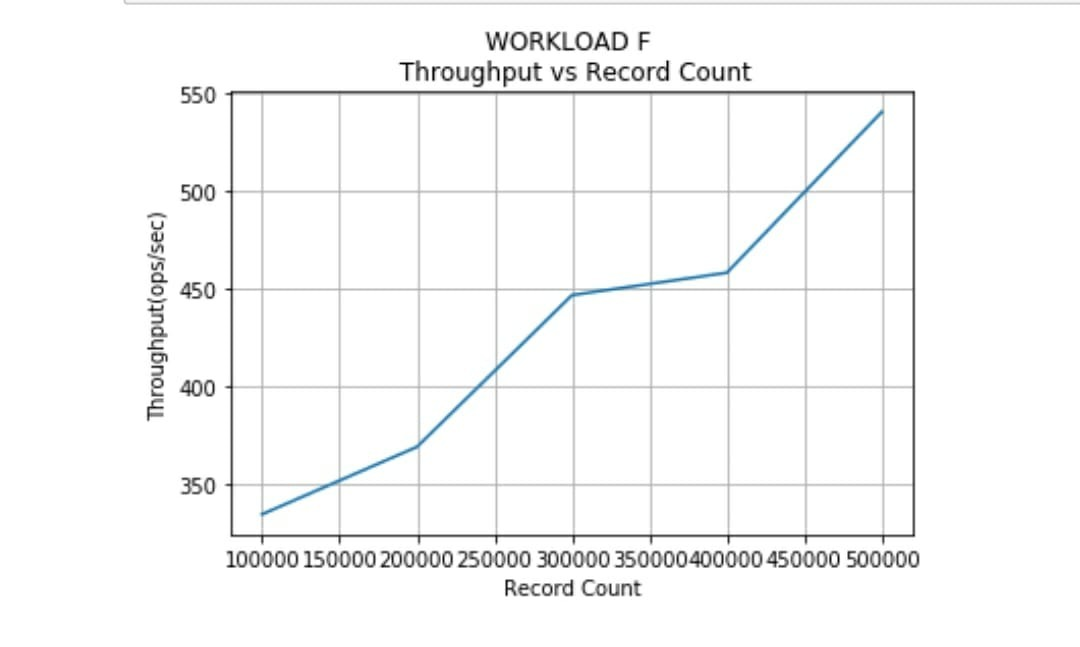 WORKLOAD F
Throughput vs Record Count
550
500
450
400
350
Throughput(ops/sec)
100000 150000 200000 250000 300000 350000 400000 450000 500000
Record Count